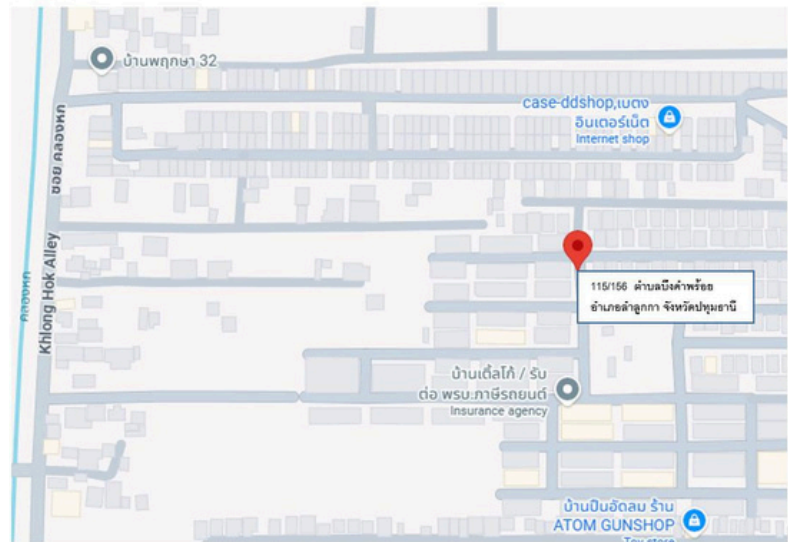 บ้านพฤกษา 32
case-ddshop,เบตง
อินเตอร์เน็ต
Internet shop
ซอย คลองหก
Khlong Hok Alley
คลองหก
115/156 ตำบลบึงคำพร้อย
อำเภอลำลูกกา จังหวัดปทุมธานี
บ้านเติ้ลโก้ / รับ
ต่อ พรบ.ภาษีรถยนต์
Insurance agency
บ้านปืนอัดลม ร้าน
ATOM GUNSHOP
Toy store